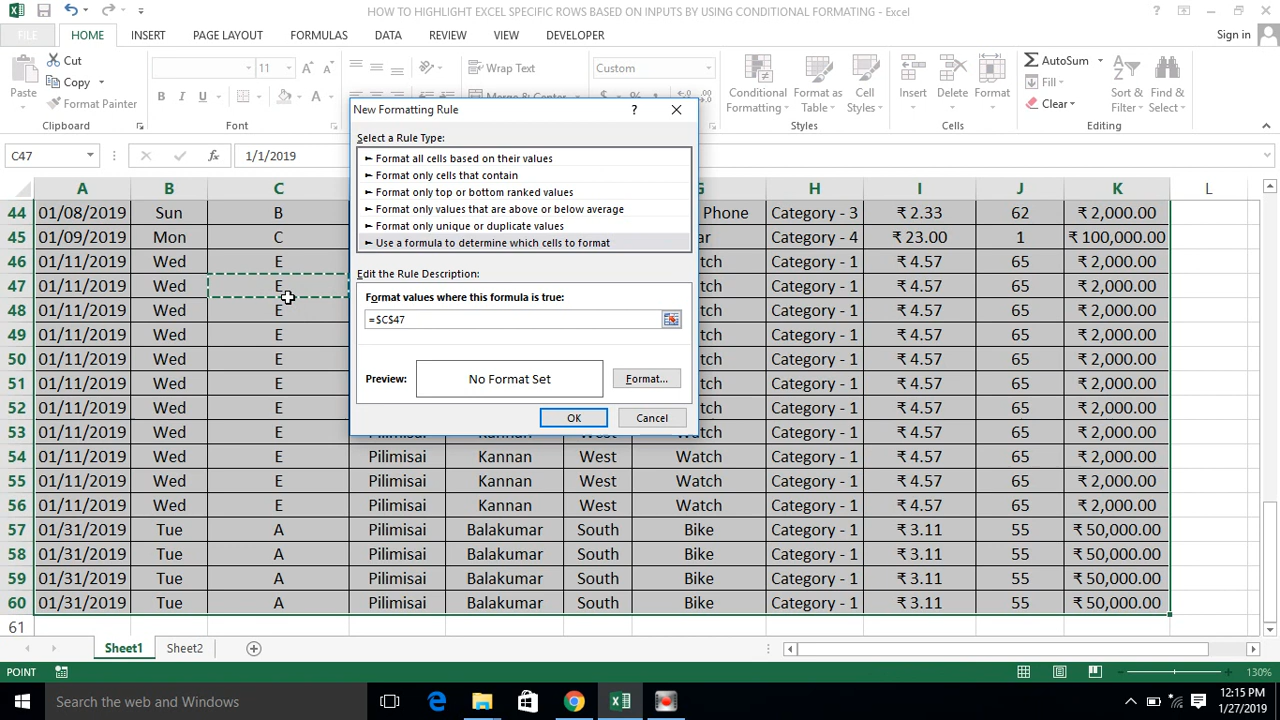 HOW TO HIGHLIGHT EXCEL SPECIFIC ROWS BASED ON INPUTS BY USING CONDITIONAL FORMATING - Excel
FILE HOME INSERT PAGE LAYOUT FORMULAS DATA REVIEW VIEW DEVELOPER Sign in
Paste Cut Copy Format Painter
11 A A B I U A
Wrap Text Merge & Center
Custom $ %
Conditional Formatting Format as Table Cell Styles
Insert Delete Format
AutoSum Fill Clear Sort & Filter Find & Select
Clipboard Font Styles Cells Editing
C47 fx 1/1/2019
A B C G H I J K L
44 01/08/2019 Sun B Phone Category - 3 ₹ 2.33 62 ₹ 2,000.00
45 01/09/2019 Mon C ar Category - 4 ₹ 23.00 1 ₹ 100,000.00
46 01/11/2019 Wed E tch Category - 1 ₹ 4.57 65 ₹ 2,000.00
47 01/11/2019 Wed E tch Category - 1 ₹ 4.57 65 ₹ 2,000.00
48 01/11/2019 Wed E tch Category - 1 ₹ 4.57 65 ₹ 2,000.00
49 01/11/2019 Wed E tch Category - 1 ₹ 4.57 65 ₹ 2,000.00
50 01/11/2019 Wed E tch Category - 1 ₹ 4.57 65 ₹ 2,000.00
51 01/11/2019 Wed E tch Category - 1 ₹ 4.57 65 ₹ 2,000.00
52 01/11/2019 Wed E tch Category - 1 ₹ 4.57 65 ₹ 2,000.00
53 01/11/2019 Wed E Pilimisai Kannan West Watch Category - 1 ₹ 4.57 65 ₹ 2,000.00
54 01/11/2019 Wed E Pilimisai Kannan West Watch Category - 1 ₹ 4.57 65 ₹ 2,000.00
55 01/11/2019 Wed E Pilimisai Kannan West Watch Category - 1 ₹ 4.57 65 ₹ 2,000.00
56 01/11/2019 Wed E Pilimisai Kannan West Watch Category - 1 ₹ 4.57 65 ₹ 2,000.00
57 01/31/2019 Tue A Pilimisai Balakumar South Bike Category - 1 ₹ 3.11 55 ₹ 50,000.00
58 01/31/2019 Tue A Pilimisai Balakumar South Bike Category - 1 ₹ 3.11 55 ₹ 50,000.00
59 01/31/2019 Tue A Pilimisai Balakumar South Bike Category - 1 ₹ 3.11 55 ₹ 50,000.00
60 01/31/2019 Tue A Pilimisai Balakumar South Bike Category - 1 ₹ 3.11 55 ₹ 50,000.00
61
New Formatting Rule ?
Select a Rule Type:
► Format all cells based on their values
► Format only cells that contain
► Format only top or bottom ranked values
► Format only values that are above or below average
► Format only unique or duplicate values
► Use a formula to determine which cells to format
Edit the Rule Description:
Format values where this formula is true:
=$C$47
Preview: No Format Set Format...
OK Cancel
Sheet1 Sheet2
POINT 130%
Search the web and Windows
12:15 PM
1/27/2019